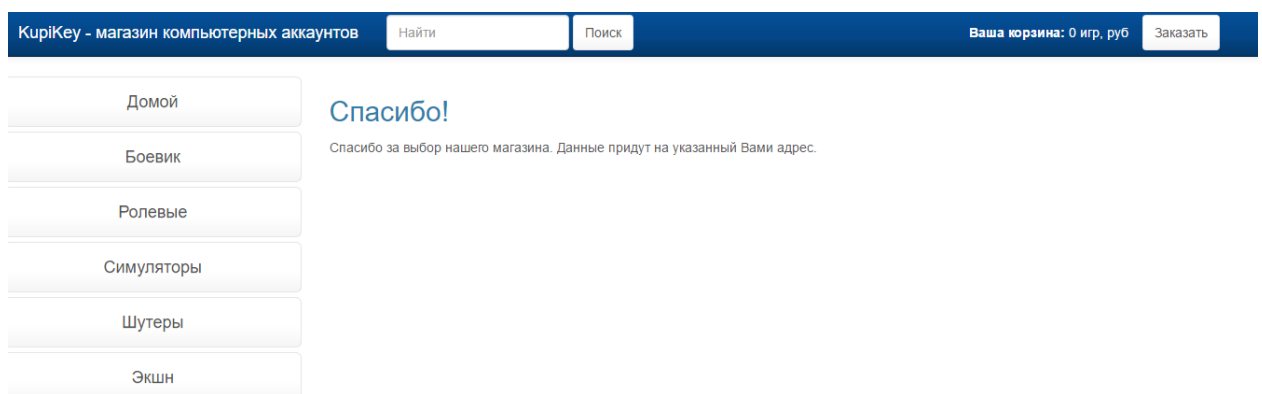 KupiKey - магазин компьютерных аккаунтов Найти Поиск Ваша корзина: 0 игр, руб Заказать
Домой
Спасибо!
Боевик
Спасибо за выбор нашего магазина. Данные придут на указанный Вами адрес.
Ролевые
Симуляторы
Шутеры
Экшн